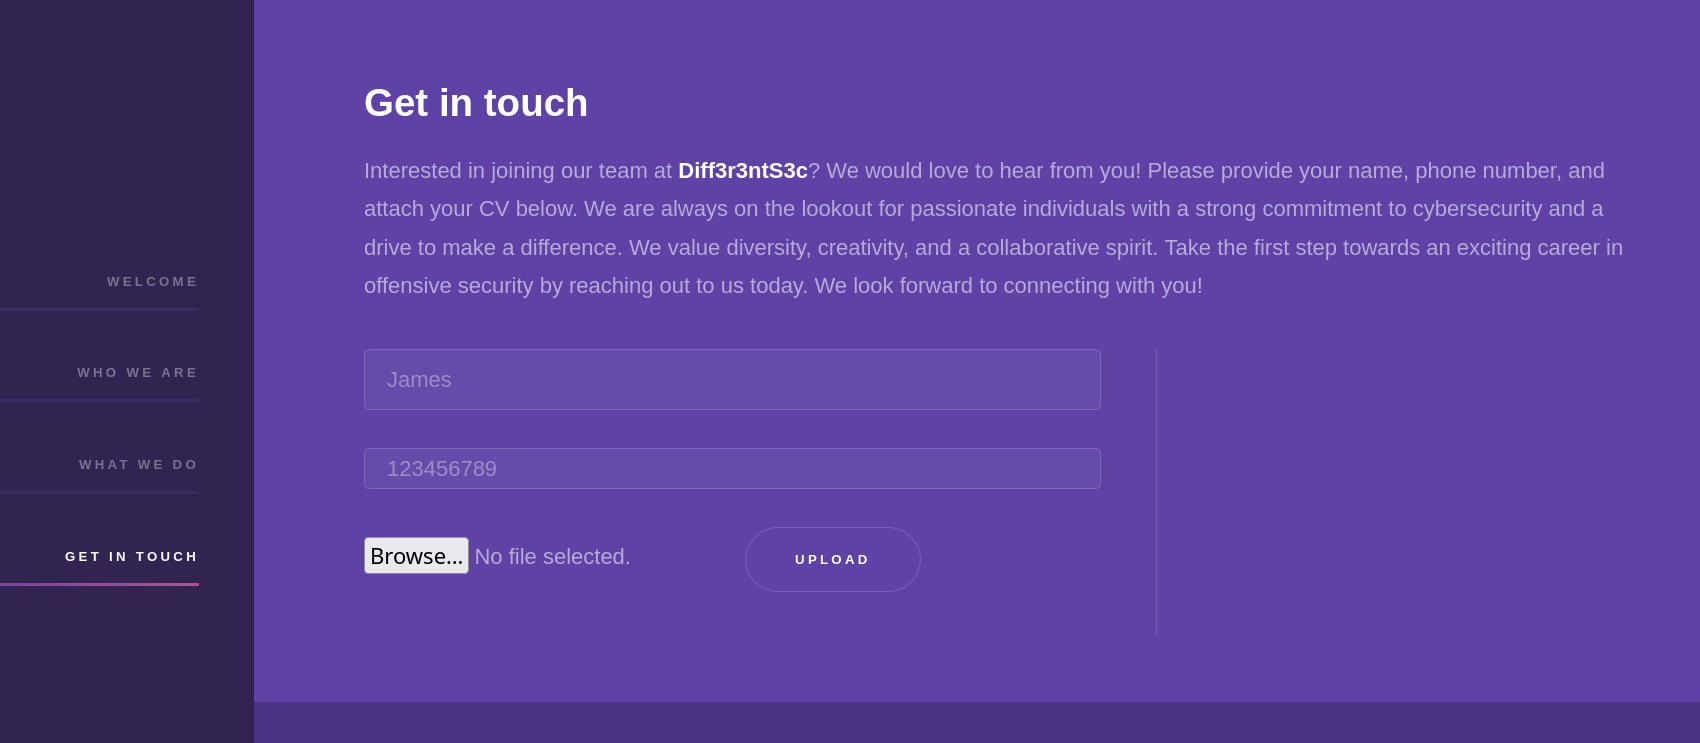 WELCOME
WHO WE ARE
WHAT WE DO
GET IN TOUCH
Get in touch
Interested in joining our team at Diff3r3ntS3c? We would love to hear from you! Please provide your name, phone number, and
attach your CV below. We are always on the lookout for passionate individuals with a strong commitment to cybersecurity and a
drive to make a difference. We value diversity, creativity, and a collaborative spirit. Take the first step towards an exciting career in
offensive security by reaching out to us today. We look forward to connecting with you!
James
123456789
Browse... No file selected.
UPLOAD